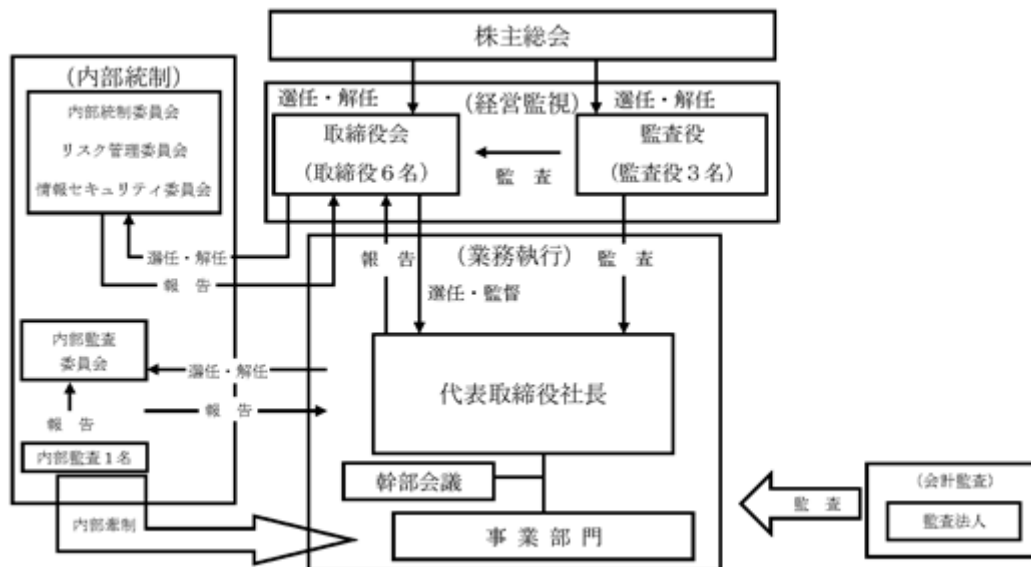 株主総会
(内部統制)
内部統制委員会
リスク管理委員会
情報セキュリティ委員会
選任・解任
(経営監視)
選任・解任
取締役会
(取締役6名)
監 査
監査役
(監査役3名)
選任・解任
報 告
報 告
(業務執行)
監 査
選任・監督
内部監査
委員会
選任・解任
報 告
報 告
内部監査1名
内部牽制
代表取締役社長
幹部会議
事業部門
監 査
(会計監査)
監査法人